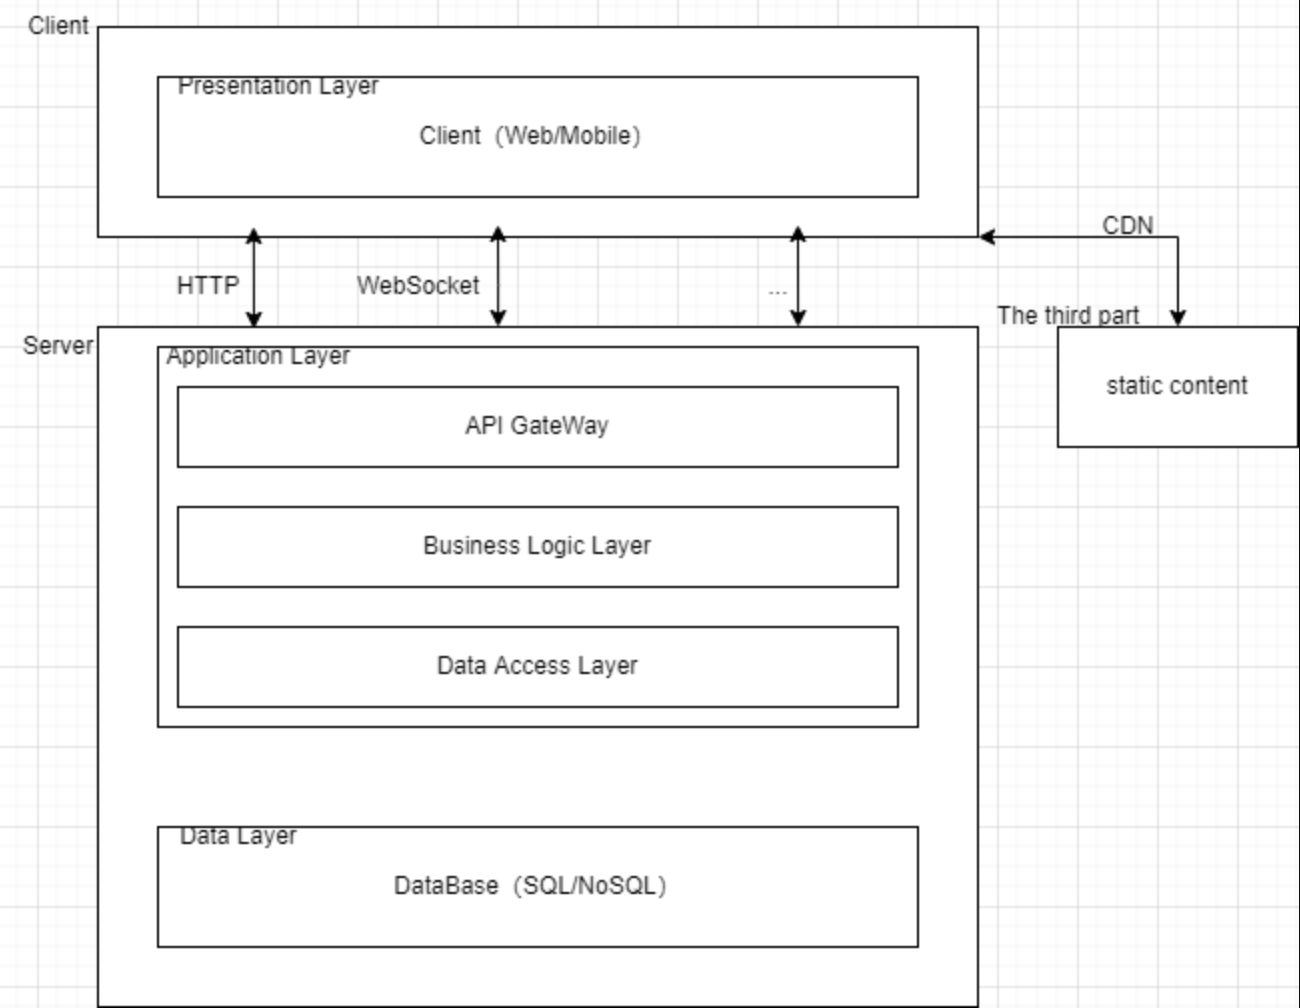 Client
Presentation Layer
Client（Web/Mobile）
CDN
HTTP
WebSocket
...
The third part
Server
Application Layer
static content
API GateWay
Business Logic Layer
Data Access Layer
Data Layer
DataBase（SQL/NoSQL）